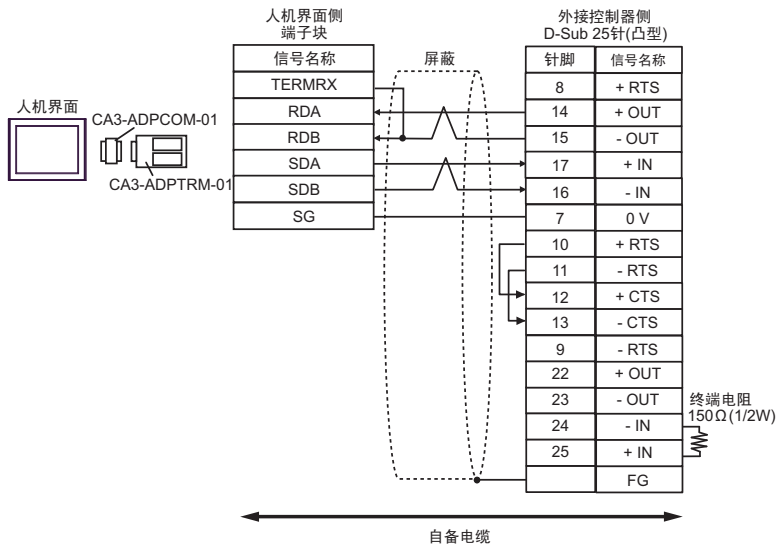 人机界面侧
端子块
外接控制器侧
D-Sub 25针(凸型)
信号名称
屏蔽
针脚 信号名称
TERMRX
8 + RTS
人机界面
CA3-ADPCOM-01
RDA
14 + OUT
RDB
15 - OUT
SDA
17 + IN
CA3-ADPTRM-01
SDB
16 - IN
SG
7 0 V
10 + RTS
11 - RTS
12 + CTS
13 - CTS
9 - RTS
22 + OUT
23 - OUT
终端电阻
150Ω(1/2W)
24 - IN
25 + IN
FG
自备电缆